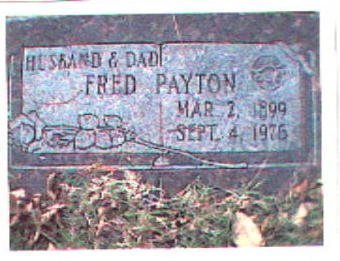 HUSBAND & DAD
FRED PAYTON
MAR 2, 1899
SEPT. 4, 1976